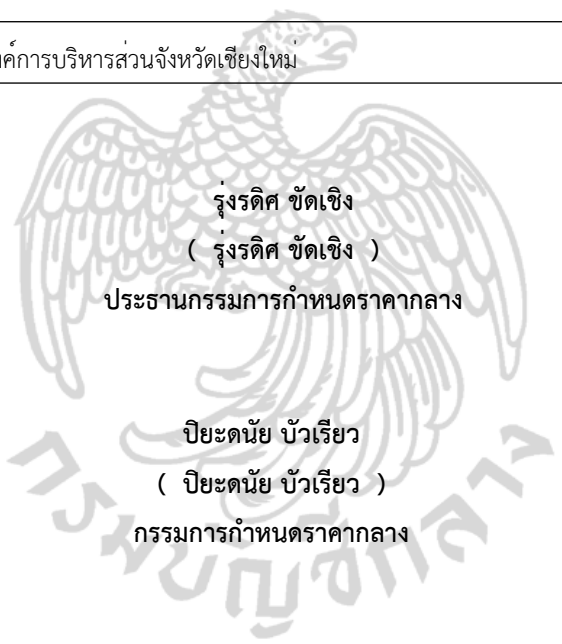 ค์การบริหารส่วนจังหวัดเชียงใหม่
รุ่งรดิศ ขัดเชิง
( รุ่งรดิศ ขัดเชิง )
ประธานกรรมการกำหนดราคากลาง
ปิยะดนัย บัวเรียว
( ปิยะดนัย บัวเรียว )
กรรมการกำหนดราคากลาง
กรมบัญชีกลาง